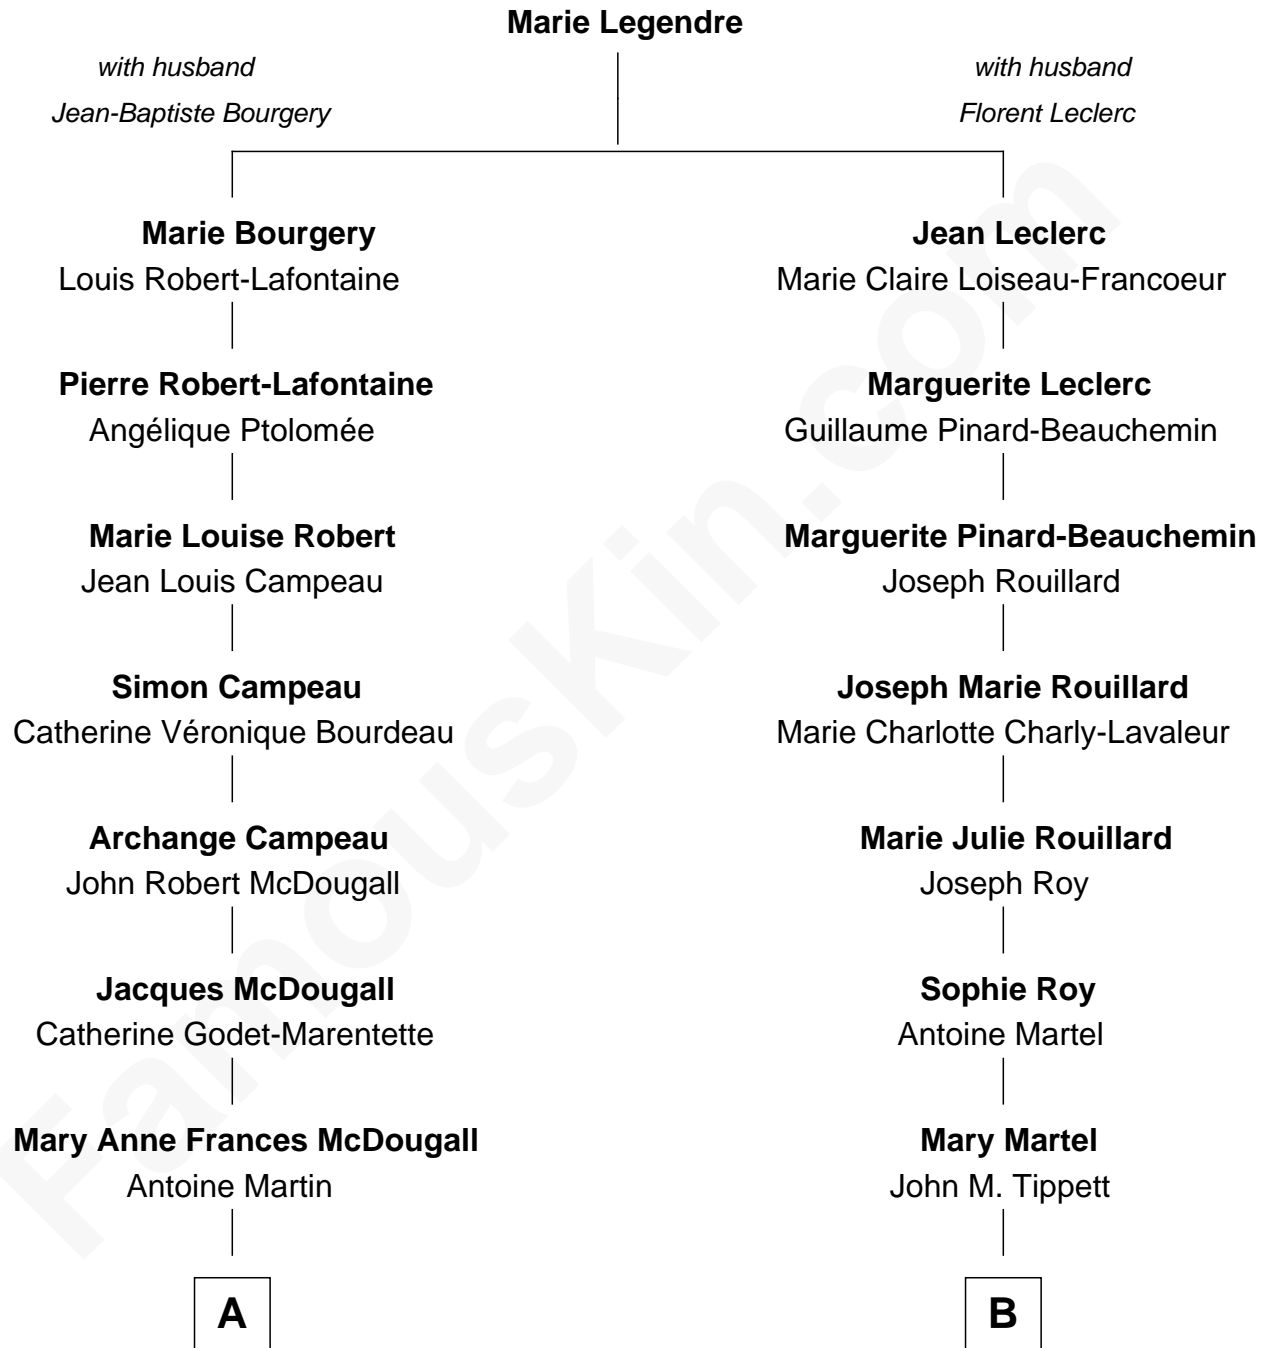 Marie Legendre
with husband
Jean-Baptiste Bourgery
with husband
Florent Leclerc
Marie Bourgery
Louis Robert-Lafontaine
Jean Leclerc
Marie Claire Loiseau-Francoeur
Pierre Robert-Lafontaine
Angélique Ptolomée
Marguerite Leclerc
Guillaume Pinard-Beauchemin
Marie Louise Robert
Jean Louis Campeau
Marguerite Pinard-Beauchemin
Joseph Rouillard
Simon Campeau
Catherine Véronique Bourdeau
Joseph Marie Rouillard
Marie Charlotte Charly-Lavaleur
Archange Campeau
John Robert McDougall
Marie Julie Rouillard
Joseph Roy
Jacques McDougall
Catherine Godet-Marentette
Sophie Roy
Antoine Martel
Mary Anne Frances McDougall
Antoine Martin
Mary Martel
John M. Tippett
A
B
FamousKin.com